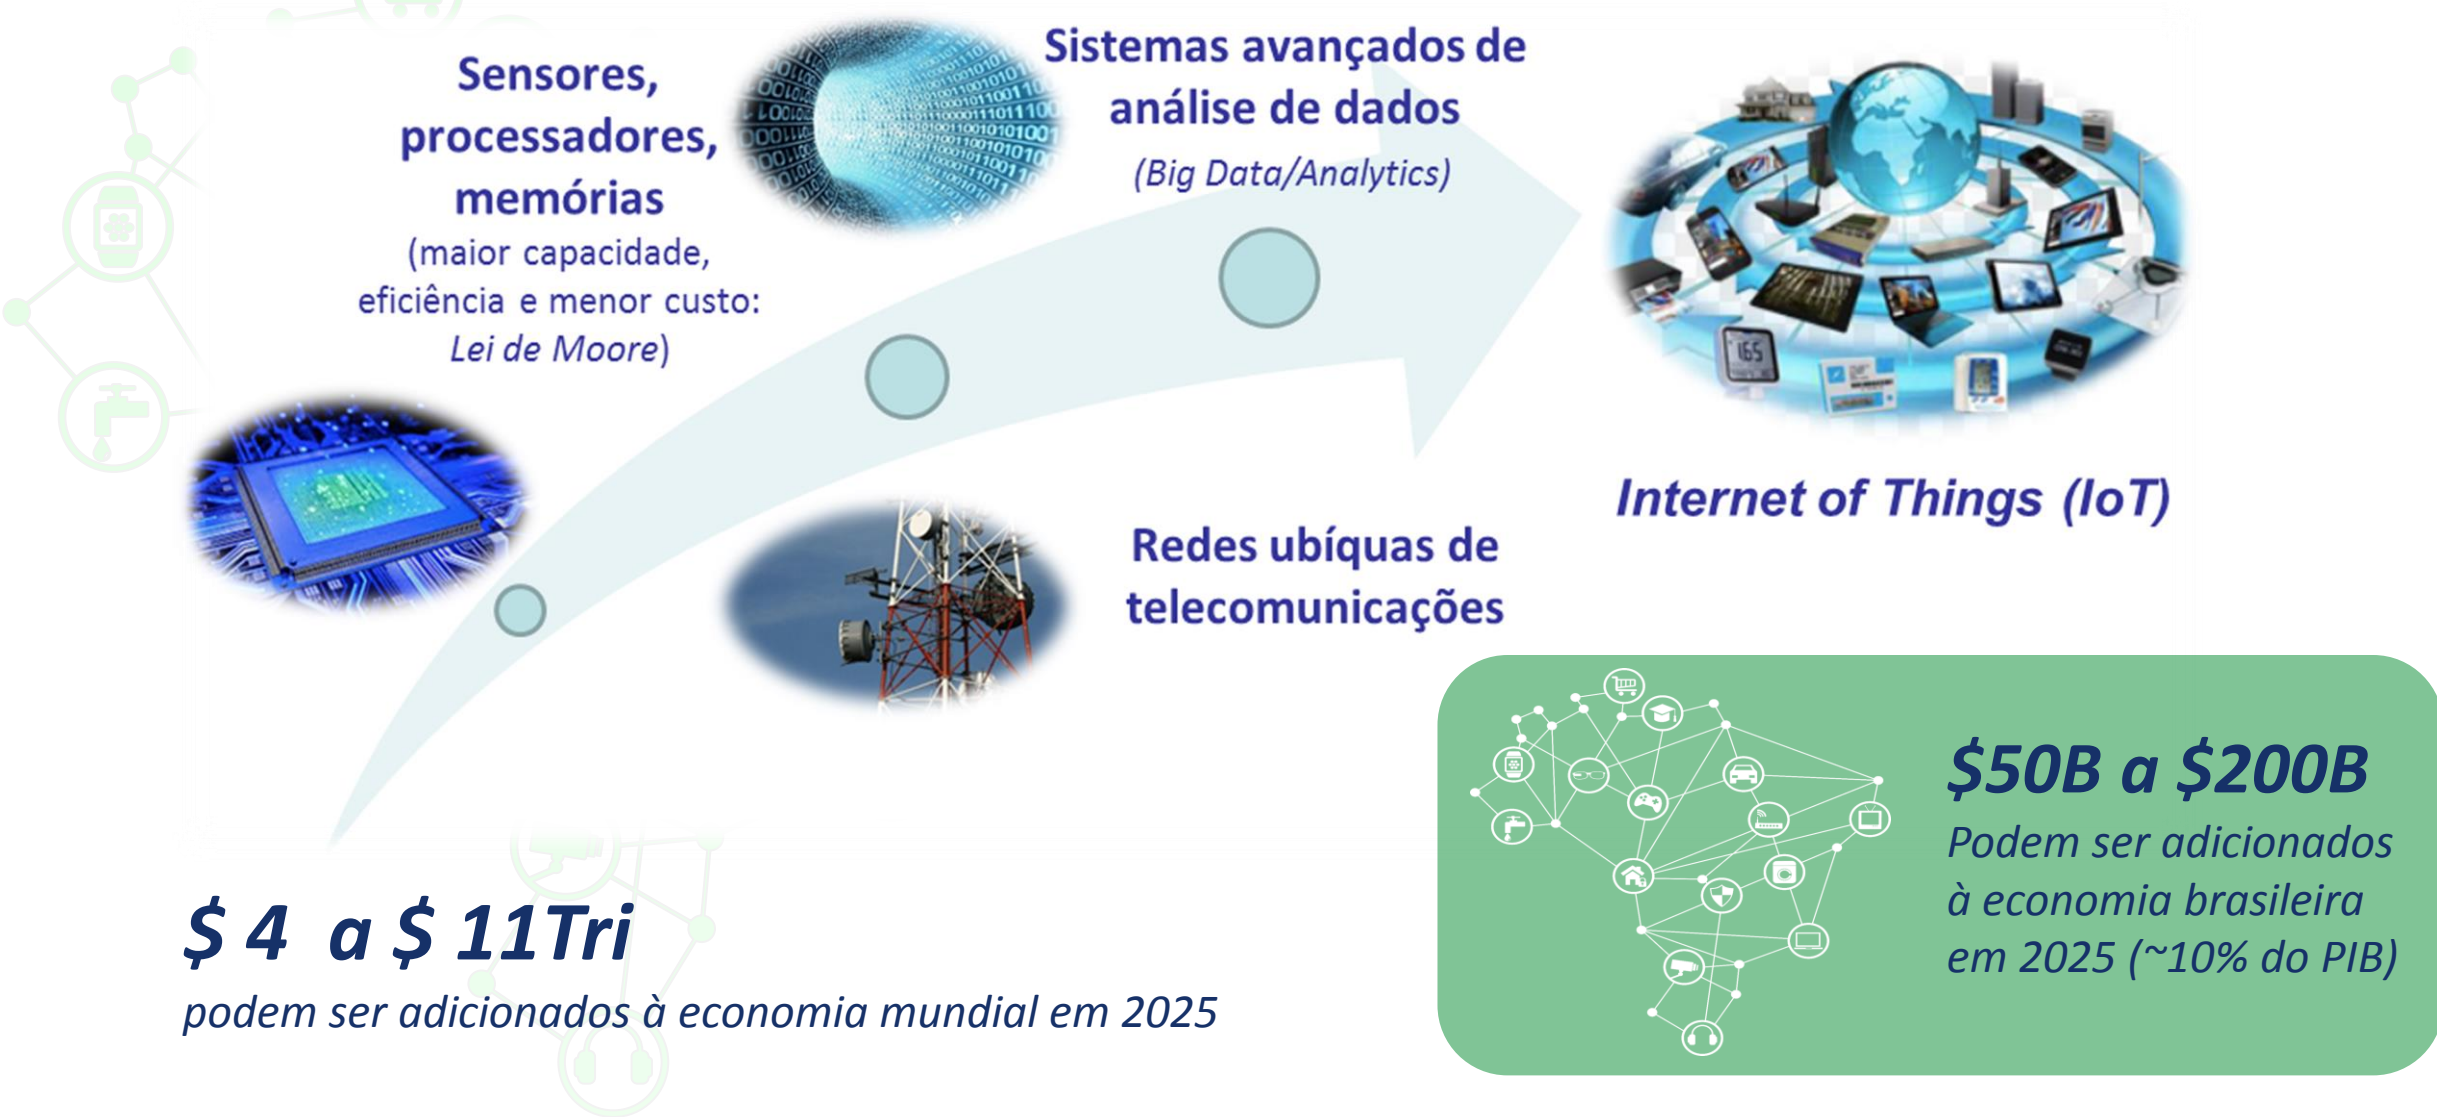 Sensores,
processadores,
memórias
(maior capacidade,
eficiência e menor custo:
Lei de Moore)
Sistemas avançados de
análise de dados
(Big Data/Analytics)
Redes ubíquas de
telecomunicações
Internet of Things (IoT)
$ 4 a $ 11Tri
podem ser adicionados à economia mundial em 2025
$50B a $200B
Podem ser adicionados
à economia brasileira
em 2025 (~10% do PIB)
165